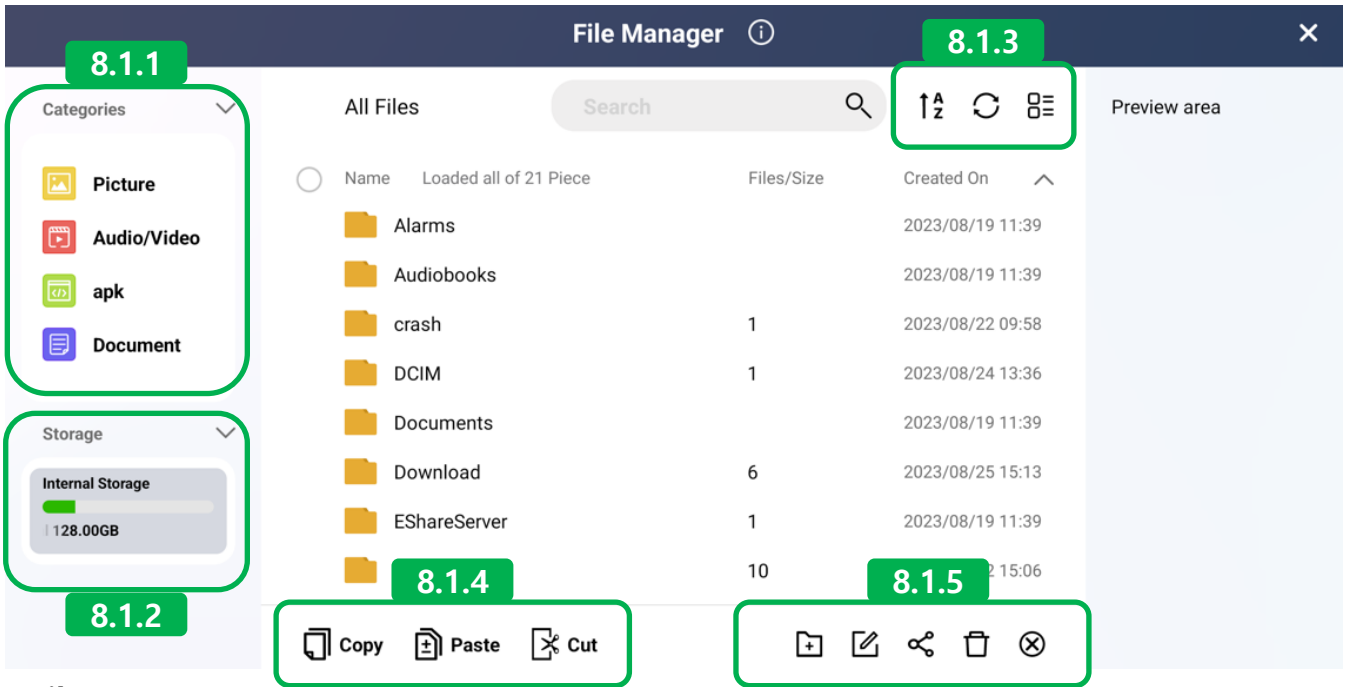 File Manager
8.1.1
8.1.3
Categories
All Files
Search
Preview area
Picture
Audio/Video
apk
Document
Name Loaded all of 21 Piece Files/Size Created On
Alarms 2023/08/19 11:39
Audiobooks 2023/08/19 11:39
crash 1 2023/08/22 09:58
DCIM 1 2023/08/24 13:36
Documents 2023/08/19 11:39
Download 6 2023/08/25 15:13
EShareServer 1 2023/08/19 11:39
10 15:06
Storage
Internal Storage
128.00GB
8.1.2
8.1.4
8.1.5
Copy Paste Cut